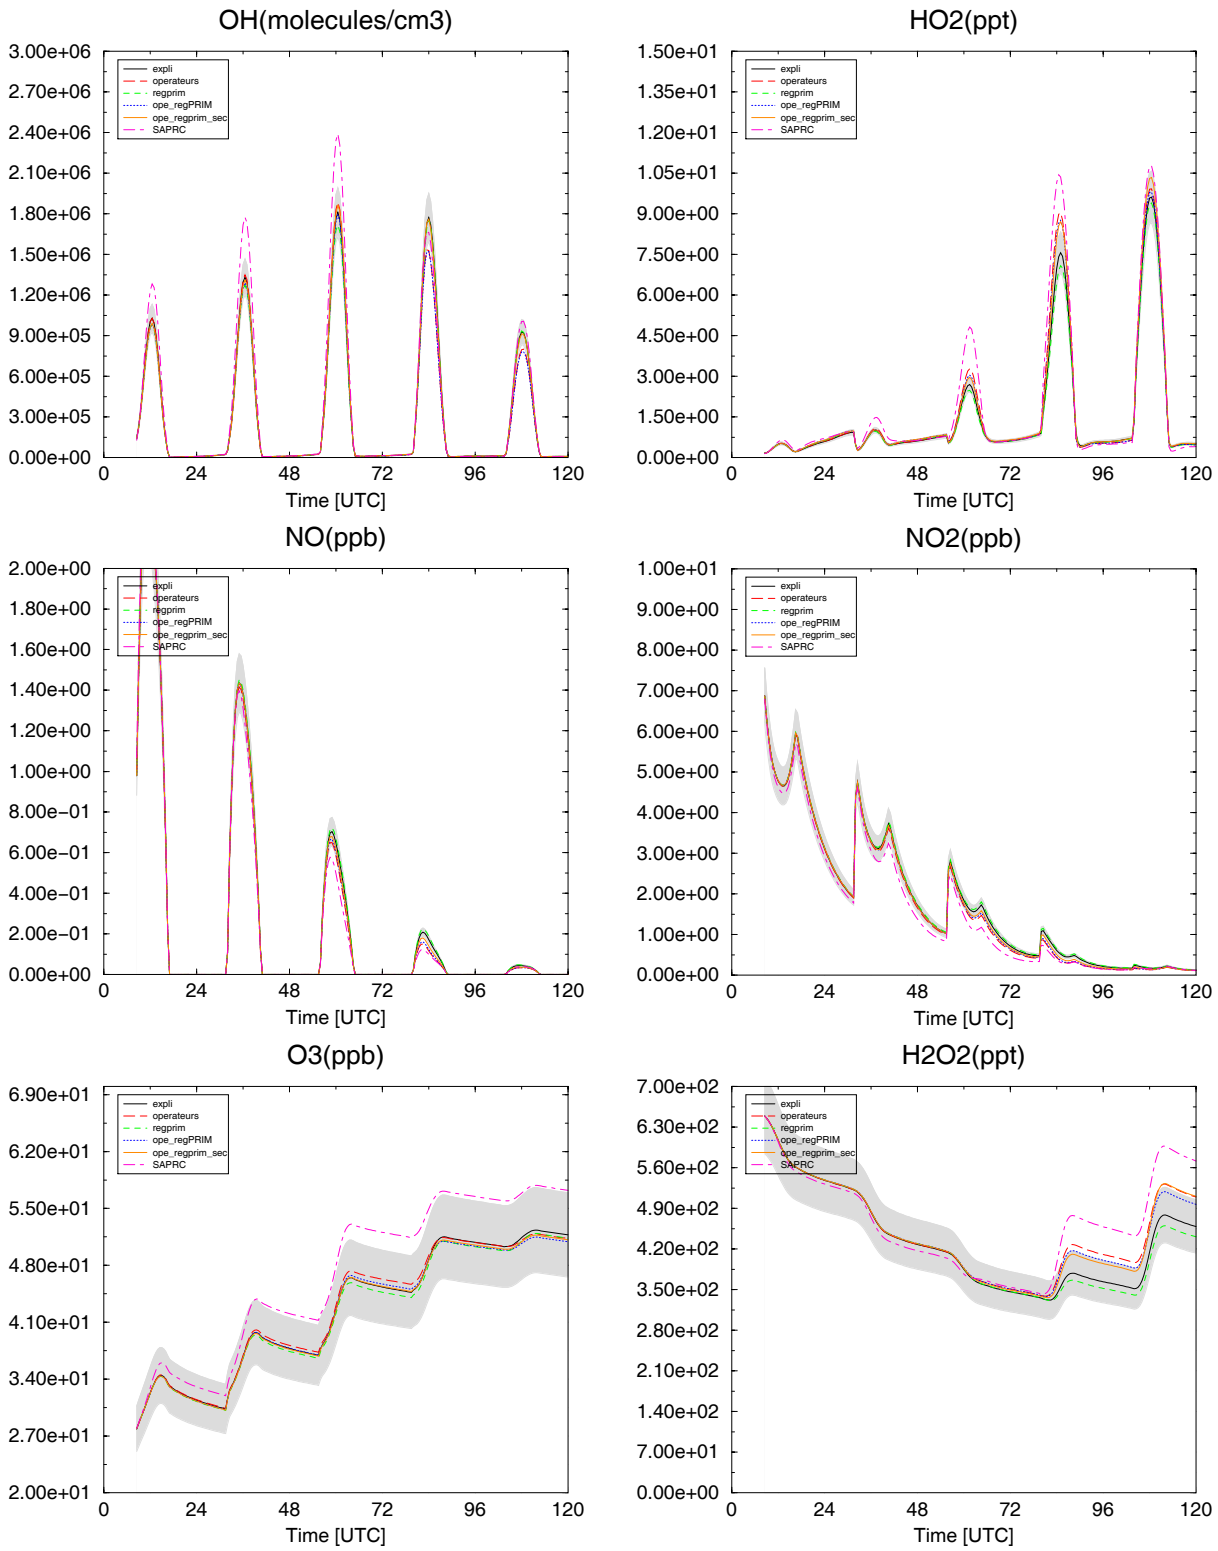 OH(molecules/cm3)
3.00e+06
2.70e+06
2.40e+06
2.10e+06
1.80e+06
1.50e+06
1.20e+06
9.00e+05
6.00e+05
3.00e+05
0.00e+00
expli
operateurs
regprim
ope_regPRIM
ope_regprim_sec
SAPRC
0 24 48 72 96 120
Time [UTC]
HO2(ppt)
1.50e+01
1.35e+01
1.20e+01
1.05e+01
9.00e+00
7.50e+00
6.00e+00
4.50e+00
3.00e+00
1.50e+00
0.00e+00
expli
operateurs
regprim
ope_regPRIM
ope_regprim_sec
SAPRC
0 24 48 72 96 120
Time [UTC]
NO(ppb)
2.00e+00
1.80e+00
1.60e+00
1.40e+00
1.20e+00
1.00e+00
8.00e−01
6.00e−01
4.00e−01
2.00e−01
0.00e+00
expli
operateurs
regprim
ope_regPRIM
ope_regprim_sec
SAPRC
0 24 48 72 96 120
Time [UTC]
NO2(ppb)
1.00e+01
9.00e+00
8.00e+00
7.00e+00
6.00e+00
5.00e+00
4.00e+00
3.00e+00
2.00e+00
1.00e+00
0.00e+00
expli
operateurs
regprim
ope_regPRIM
ope_regprim_sec
SAPRC
0 24 48 72 96 120
Time [UTC]
O3(ppb)
6.90e+01
6.20e+01
5.50e+01
4.80e+01
4.10e+01
3.40e+01
2.70e+01
2.00e+01
expli
operateurs
regprim
ope_regPRIM
ope_regprim_sec
SAPRC
0 24 48 72 96 120
Time [UTC]
H2O2(ppt)
7.00e+02
6.30e+02
5.60e+02
4.90e+02
4.20e+02
3.50e+02
2.80e+02
2.10e+02
1.40e+02
7.00e+01
0.00e+00
expli
operateurs
regprim
ope_regPRIM
ope_regprim_sec
SAPRC
0 24 48 72 96 120
Time [UTC]